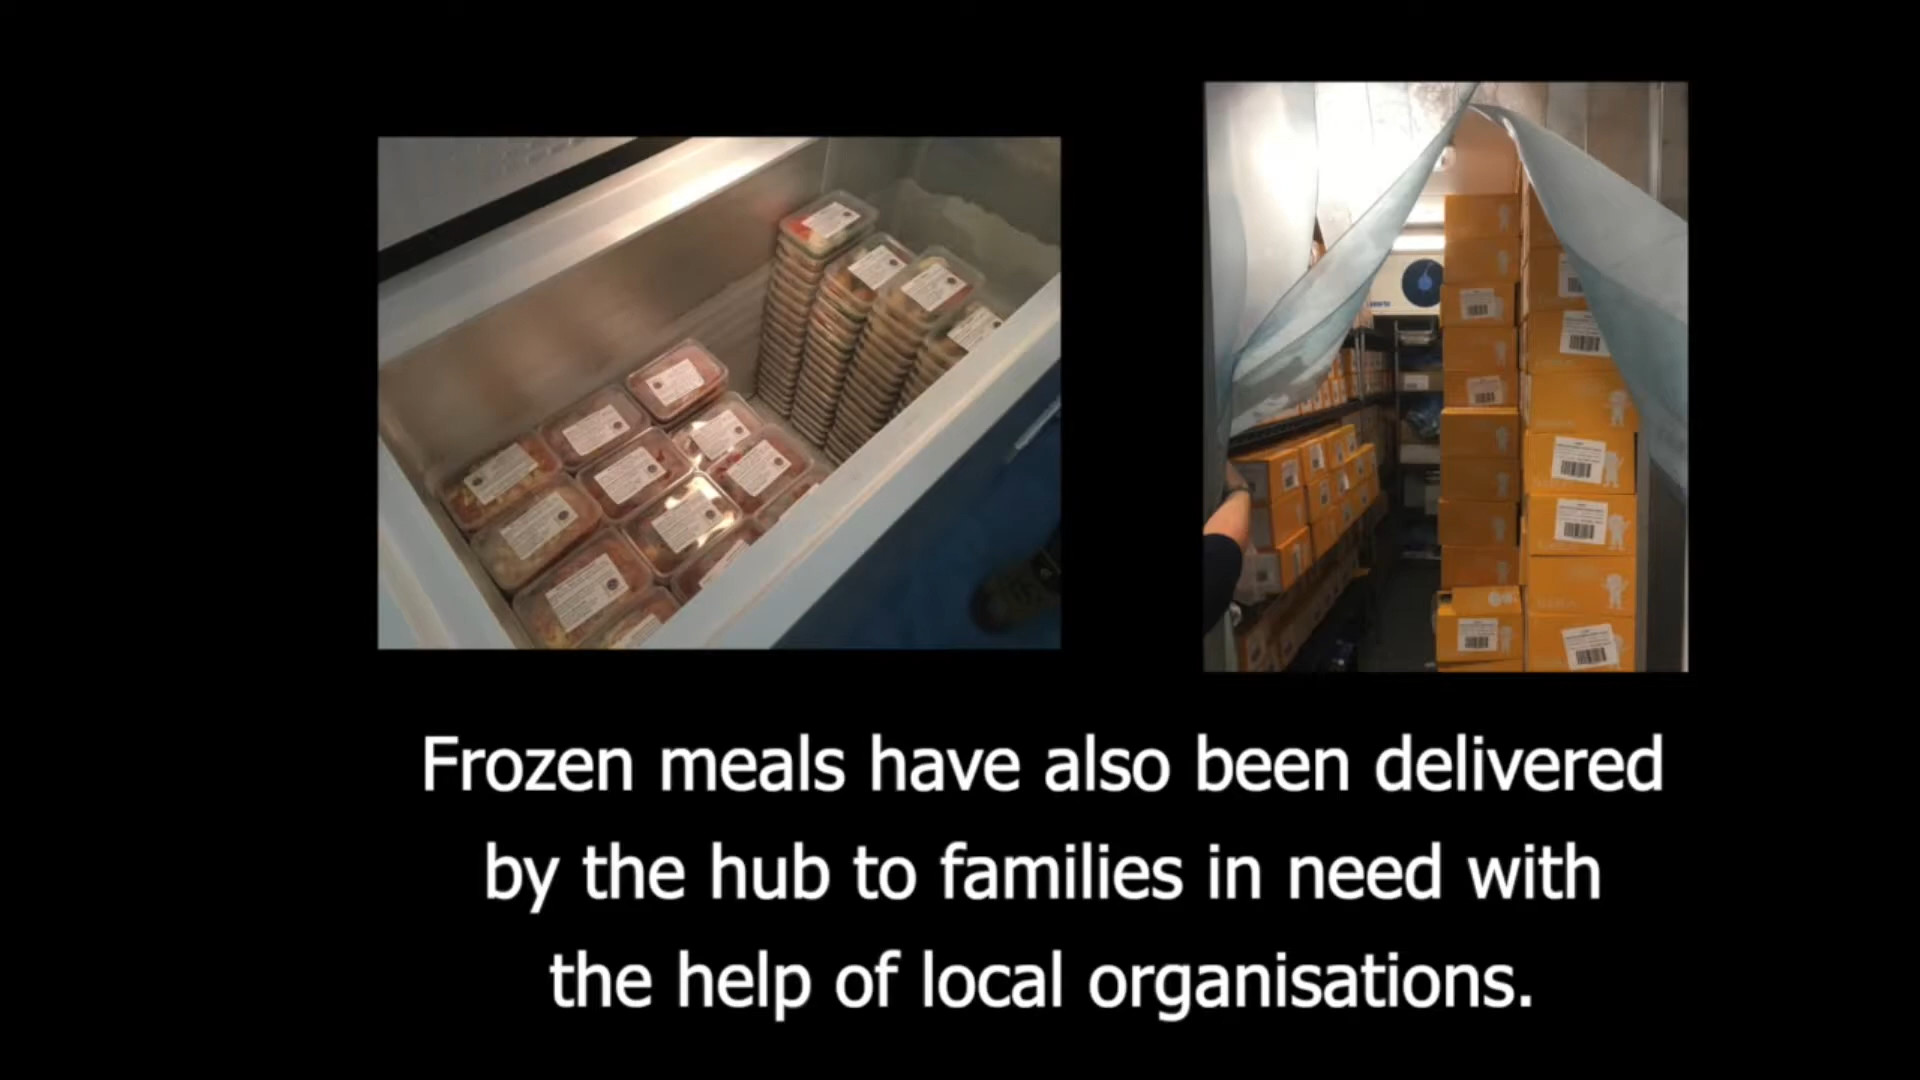 Frozen meals have also been delivered
by the hub to families in need with
the help of local organisations.